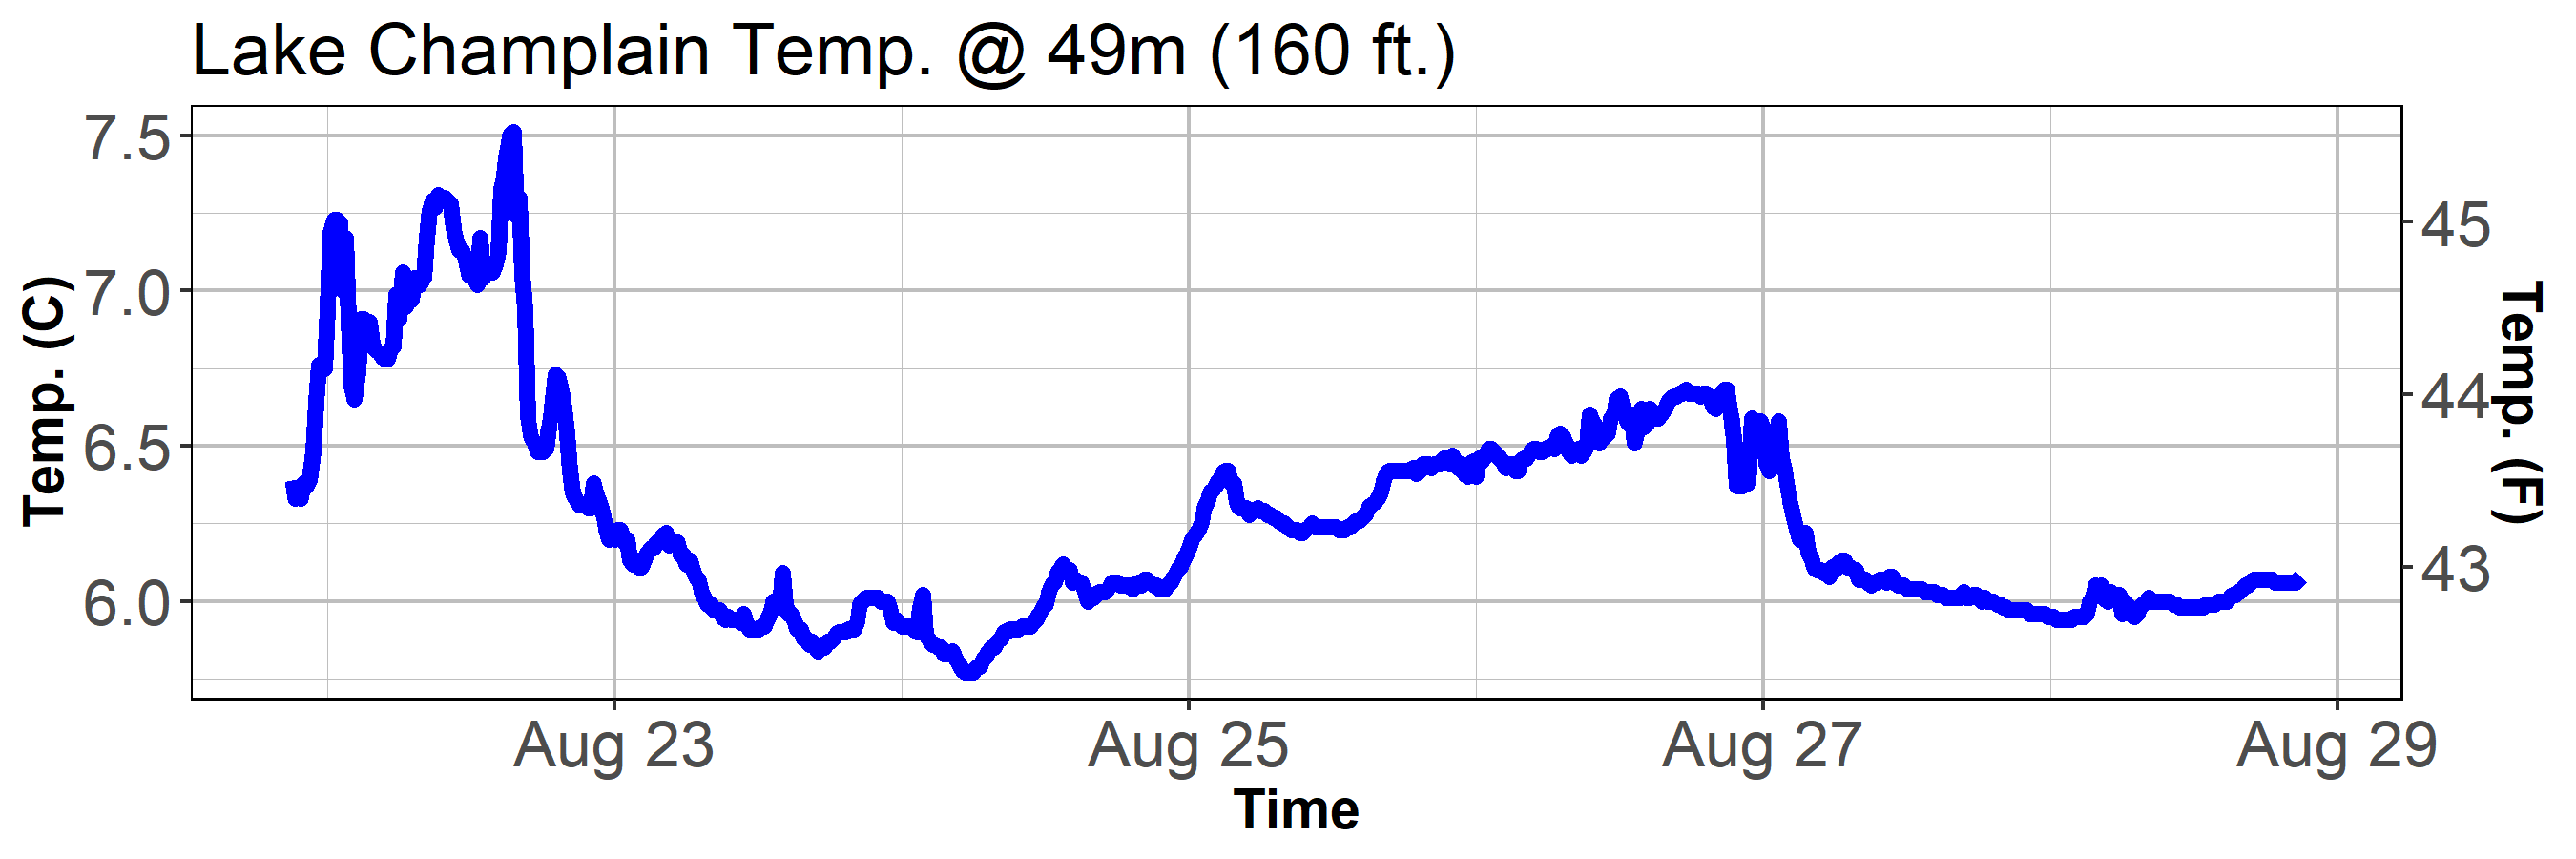 Lake Champlain Temp. @ 49m (160 ft.)
Temp. (C)
7.5
7.0
6.5
6.0
45
44
43
Temp. (F)
Aug 23
Aug 25
Aug 27
Aug 29
Time